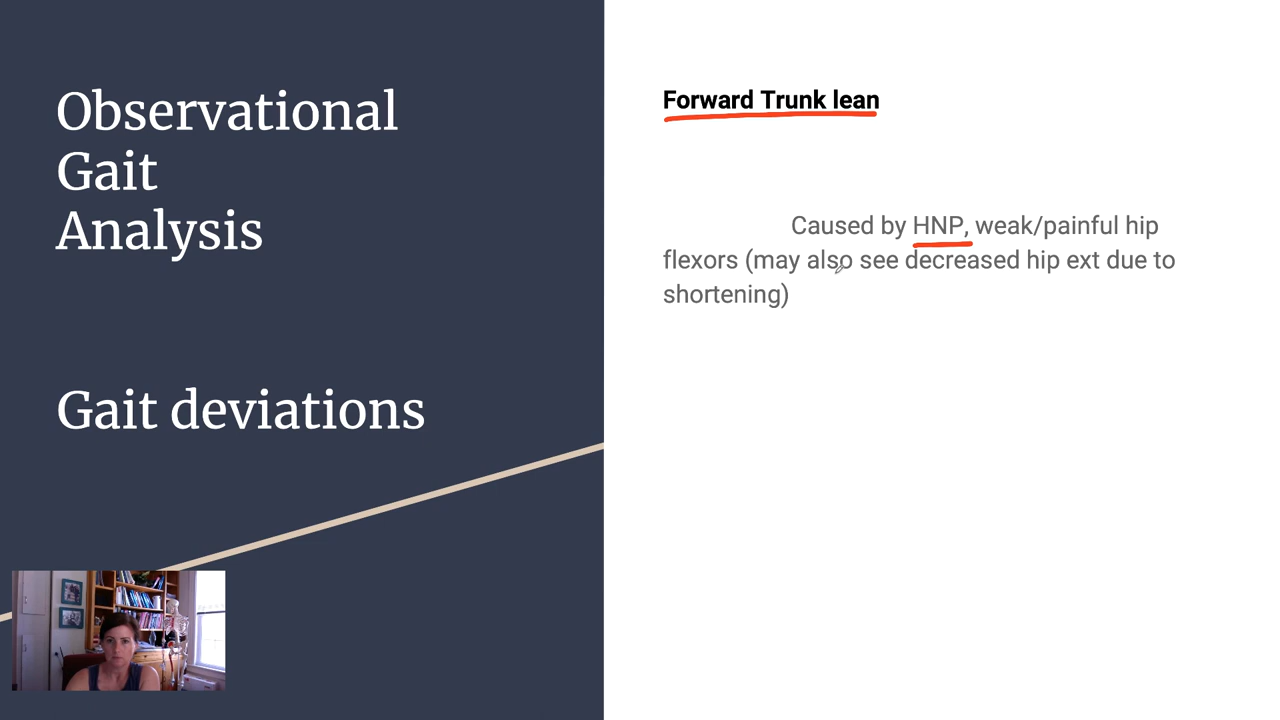 Observational
Gait
Analysis
Gait deviations
Forward Trunk lean
Caused by HNP, weak/painful hip
flexors (may also see decreased hip ext due to
shortening)